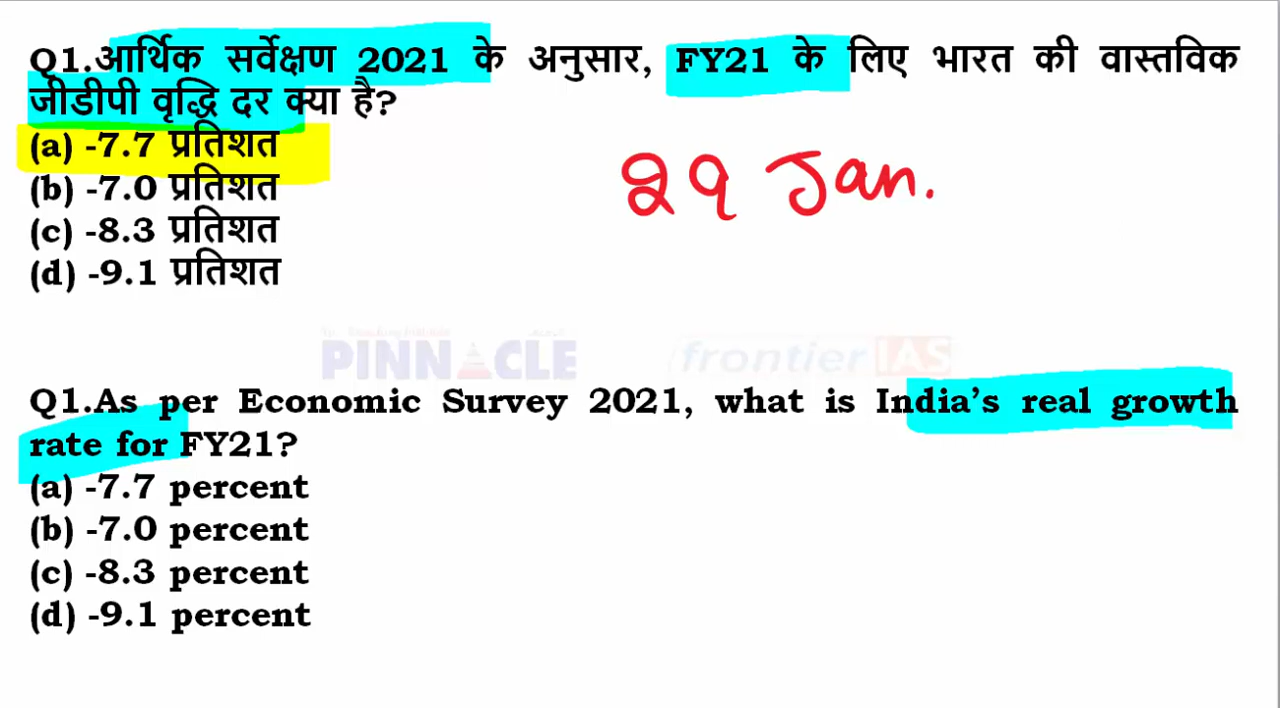 Q1.आर्थिक सर्वेक्षण 2021 के अनुसार, FY21 के लिए भारत की वास्तविक
जीडीपी वृद्धि दर क्या है?
(a) -7.7 प्रतिशत
(b) -7.0 प्रतिशत
(c) -8.3 प्रतिशत
(d) -9.1 प्रतिशत
29 Jan.
PINNACLE frontier IAS
Q1.As per Economic Survey 2021, what is India's real growth
rate for FY21?
(a) -7.7 percent
(b) -7.0 percent
(c) -8.3 percent
(d) -9.1 percent